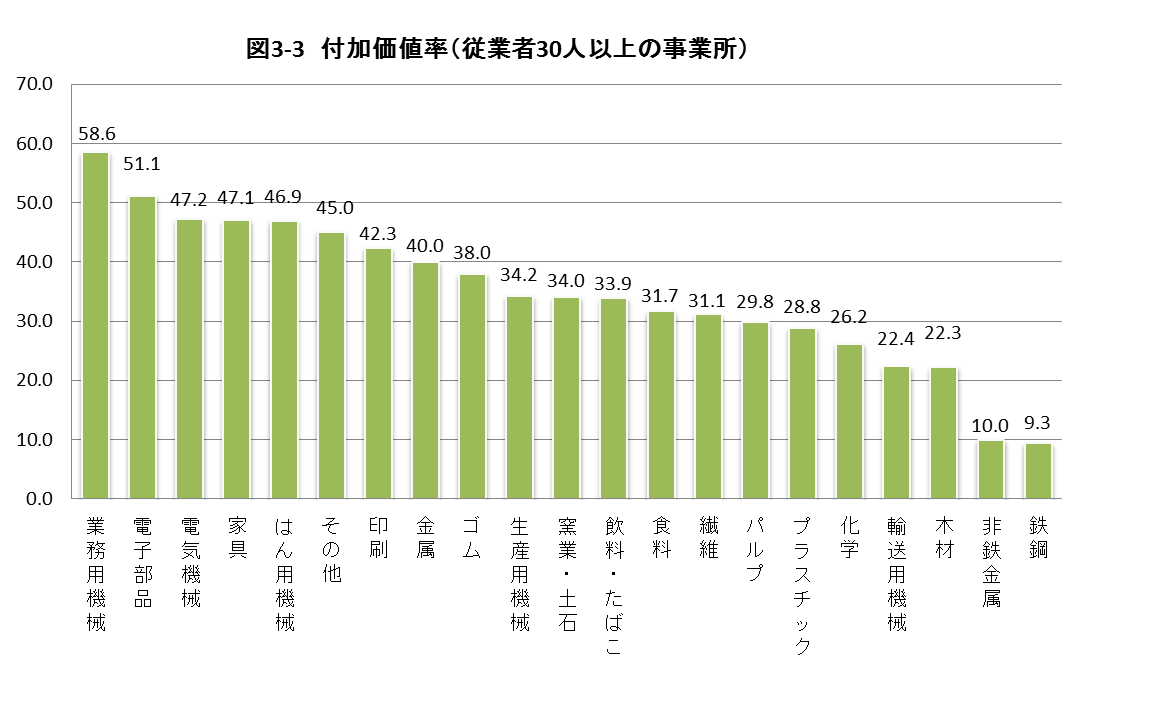 図3-3 付加価値率（従業者30人以上の事業所）
70.0
60.0
50.0
40.0
30.0
20.0
10.0
0.0
58.6
51.1
47.2
47.1
46.9
45.0
42.3
40.0
38.0
34.2
34.0
33.9
31.7
31.1
29.8
28.8
26.2
22.4
22.3
10.0
9.3
業務用機械
電子部品
電気機械
家具
はん用機械
その他
印刷
金属
ゴム
生産用機械
窯業・土石
飲料・たばこ
食料
繊維
パルプ
プラスチック
化学
輸送用機械
木材
非鉄金属
鉄鋼